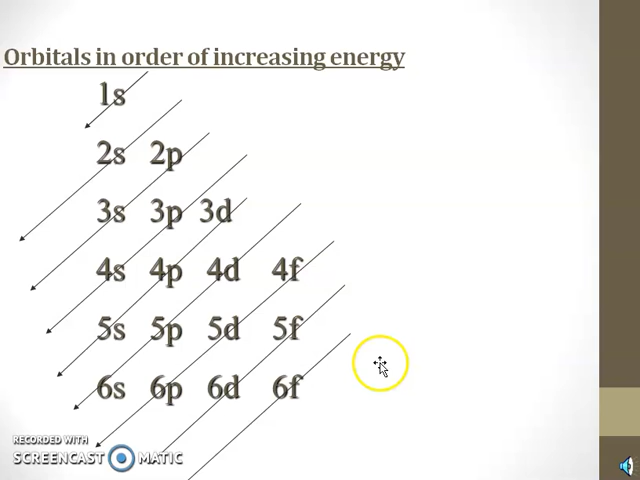 Orbitals in order of increasing energy
1s
2s 2p
3s 3p 3d
4s 4p 4d 4f
5s 5p 5d 5f
6s 6p 6d 6f
RECORDED WITH
SCREENCAST MATIC